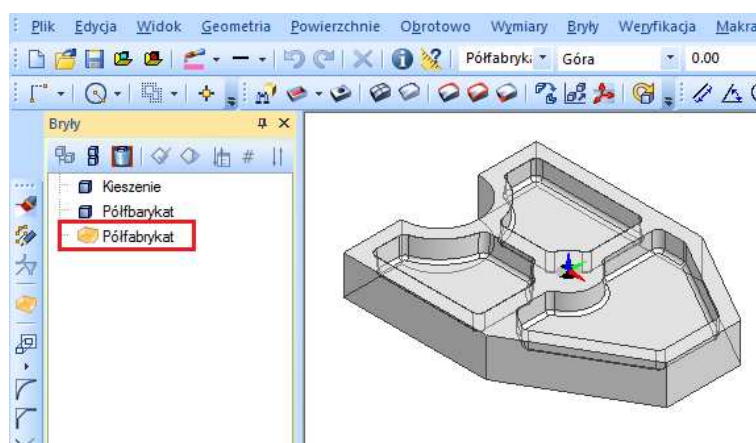 Plik Edycja Widok Geometria Powierzchnie Obrotowo Wymiary Bryły Weryfikacja Makra
Półfabryka Góra 0.00
Bryły
#
Kieszenie
Półfbarykat
Półfabrykat